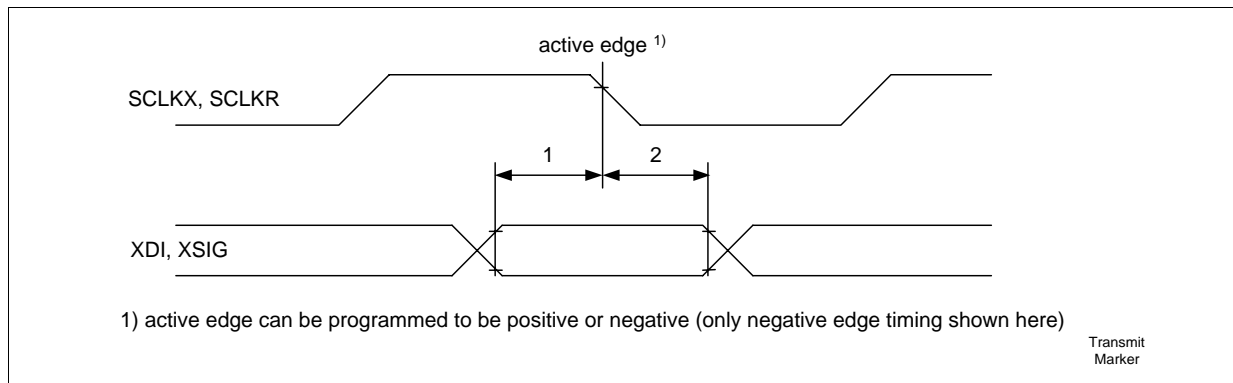 active edge 1)
SCLKX, SCLKR
1 2
XDI, XSIG
1) active edge can be programmed to be positive or negative (only negative edge timing shown here)
Transmit
Marker